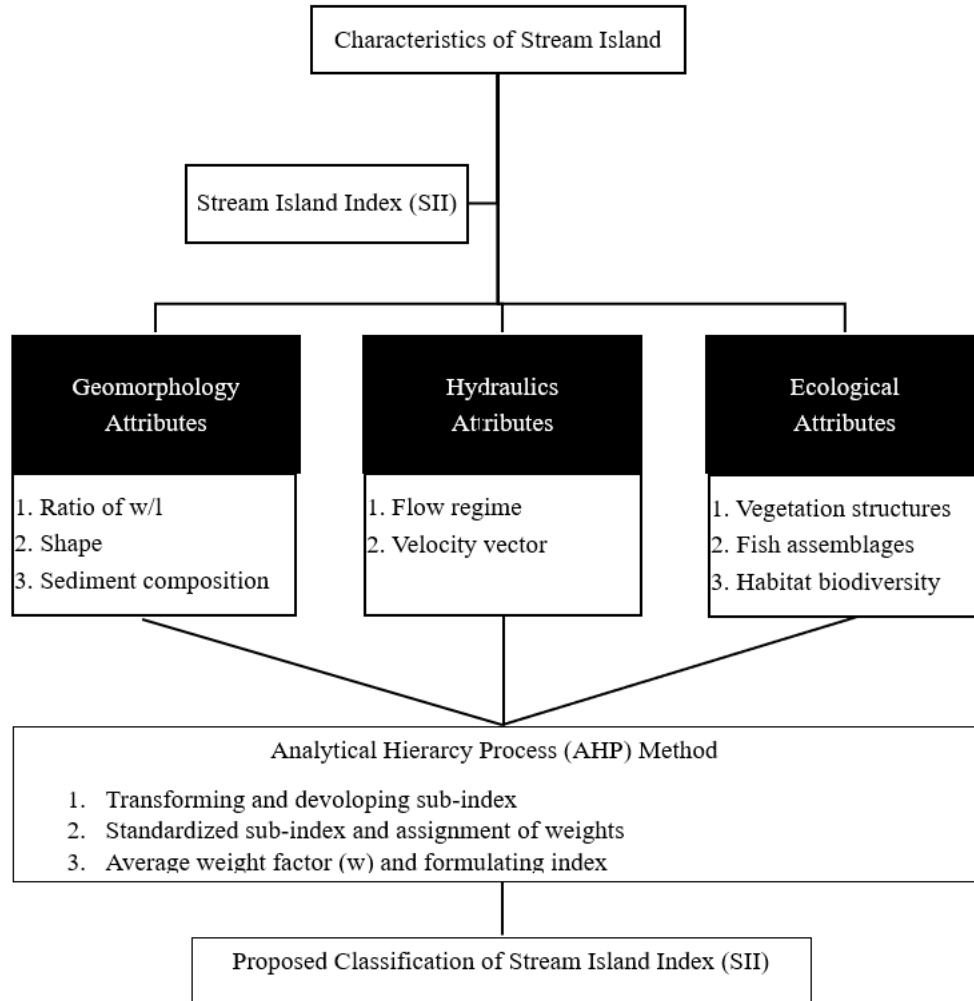 Characteristics of Stream Island
Stream Island Index (SII)
Geomorphology
Attributes
1. Ratio of w/l
2. Shape
3. Sediment composition
Hydraulics
Attributes
1. Flow regime
2. Velocity vector
Ecological
Attributes
1. Vegetation structures
2. Fish assemblages
3. Habitat biodiversity
Analytical Hierarcy Process (AHP) Method
1. Transforming and devoloping sub-index
2. Standardized sub-index and assignment of weights
3. Average weight factor (w) and formulating index
Proposed Classification of Stream Island Index (SII)